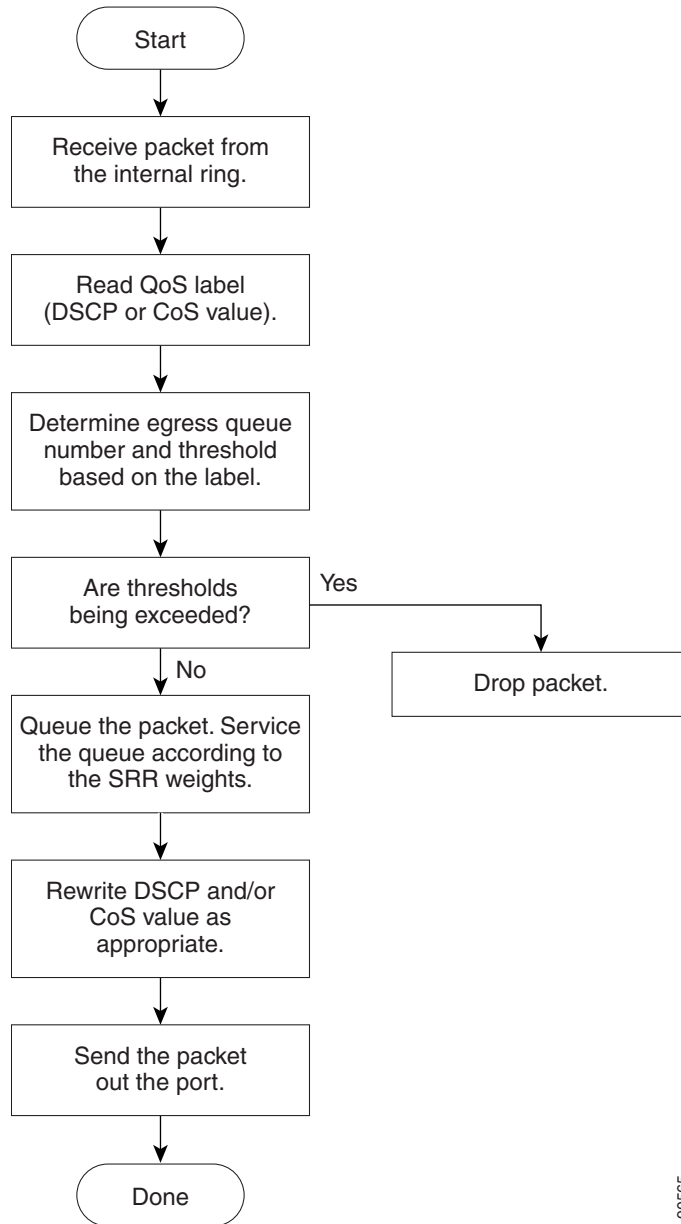 Start
Receive packet from
the internal ring.
Read QoS label
(DSCP or CoS value).
Determine egress queue
number and threshold
based on the label.
Are thresholds
being exceeded?
Yes
No
Drop packet.
Queue the packet. Service
the queue according to
the SRR weights.
Rewrite DSCP and/or
CoS value as
appropriate.
Send the packet
out the port.
Done